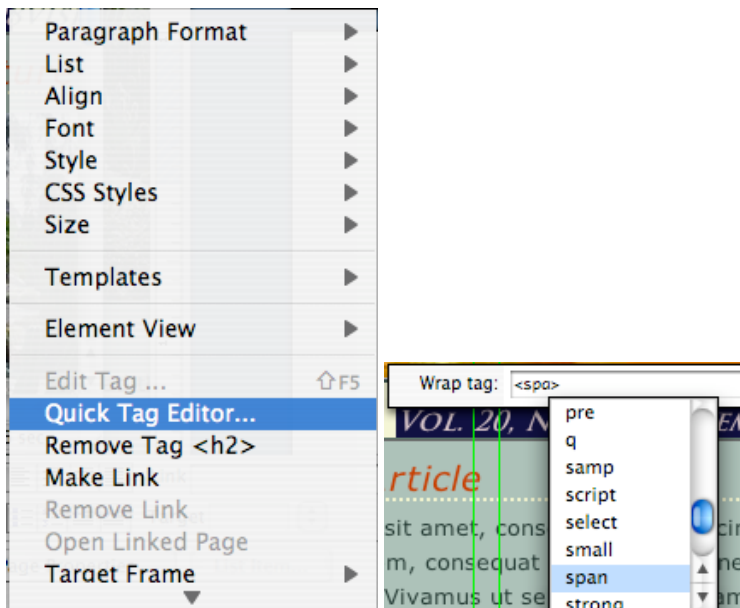 Paragraph Format
List
Align
Font
Style
CSS Styles
Size
Templates
Element View
Edit Tag ... ⇧F5
Quick Tag Editor...
Remove Tag <h2>
Make Link
Remove Link
Open Linked Page
Target Frame
Wrap tag: <spa>
pre
q
samp
script
select
small
span
strong
VOL. 20, N
rticle
sit amet, cons
m, consequat
Vivamus ut se